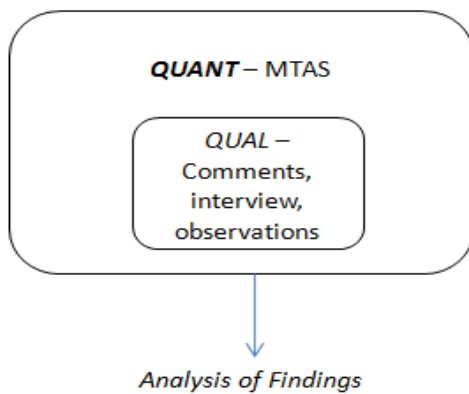 QUANT – MTAS
QUAL –
Comments,
interview,
observations
Analysis of Findings